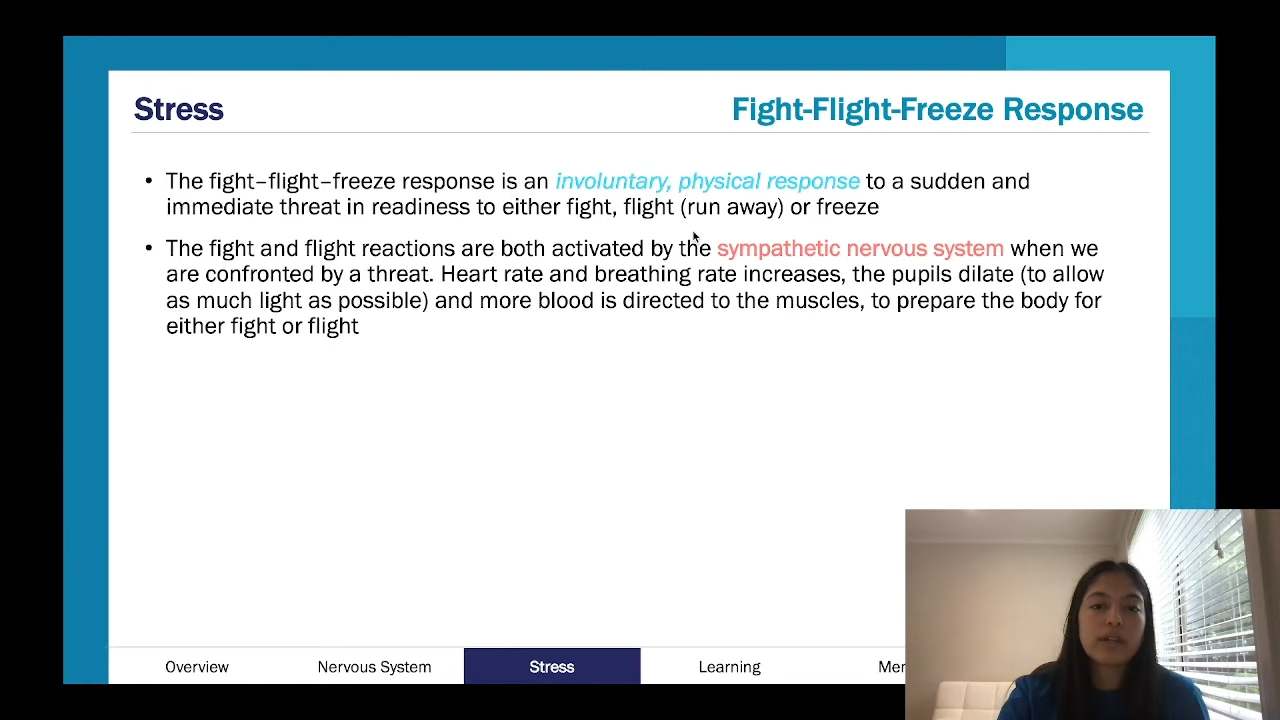 Stress
Fight-Flight-Freeze Response
• The fight–flight–freeze response is an involuntary, physical response to a sudden and
immediate threat in readiness to either fight, flight (run away) or freeze
• The fight and flight reactions are both activated by the sympathetic nervous system when we
are confronted by a threat. Heart rate and breathing rate increases, the pupils dilate (to allow
as much light as possible) and more blood is directed to the muscles, to prepare the body for
either fight or flight
Overview
Nervous System
Stress
Learning